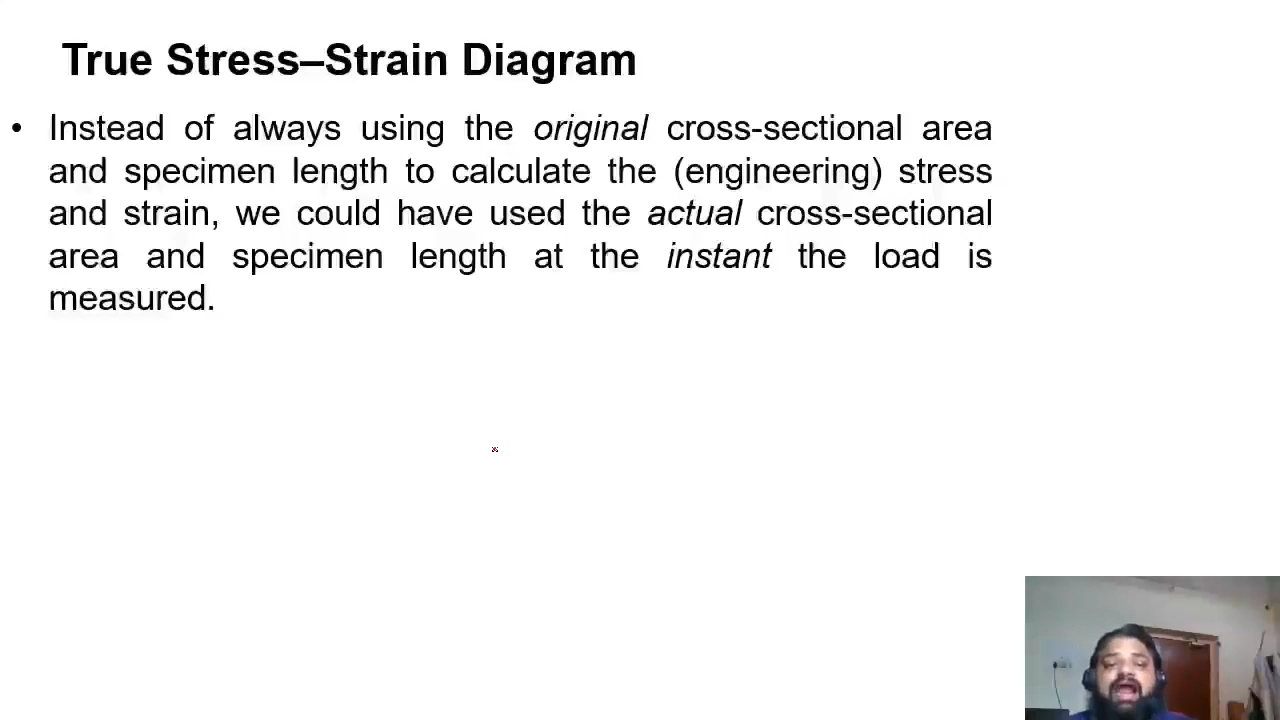 True Stress–Strain Diagram
• Instead of always using the original cross-sectional area
and specimen length to calculate the (engineering) stress
and strain, we could have used the actual cross-sectional
area and specimen length at the instant the load is
measured.